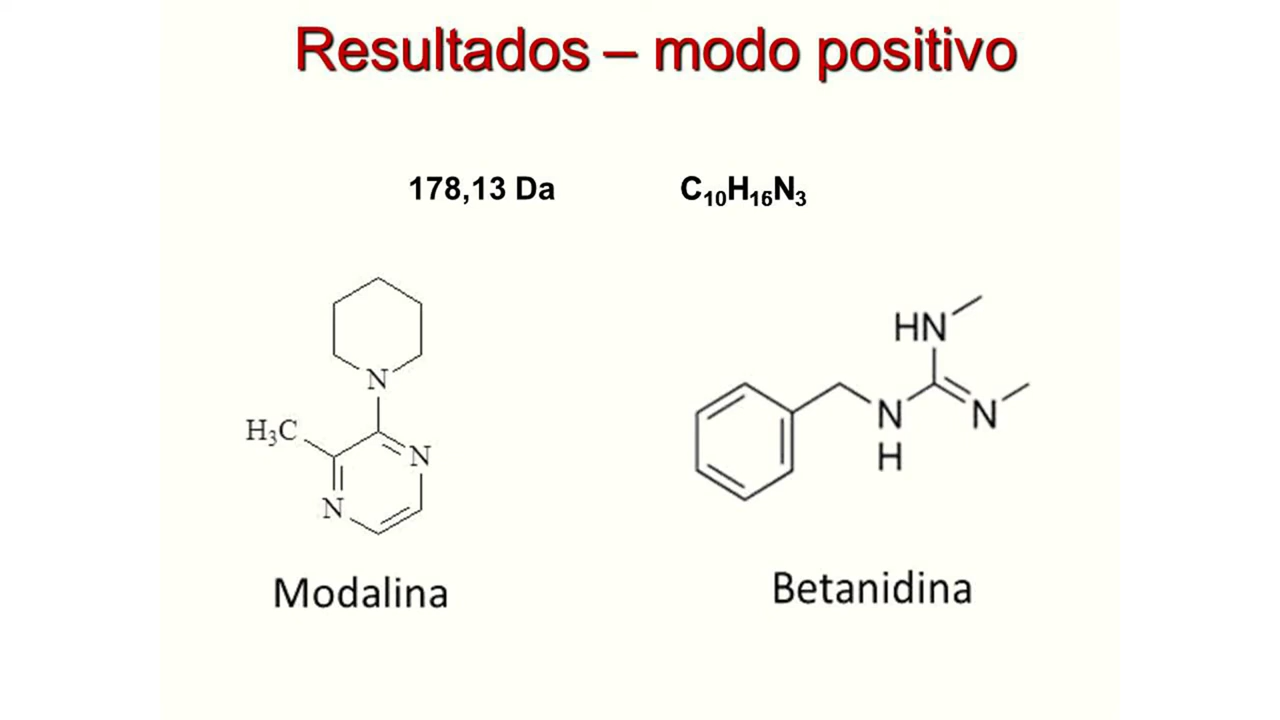 Resultados – modo positivo
178,13 Da C₁₀H₁₆N₃
N
H₃C
N
N
HN
N
N
H
Modalina
Betanidina